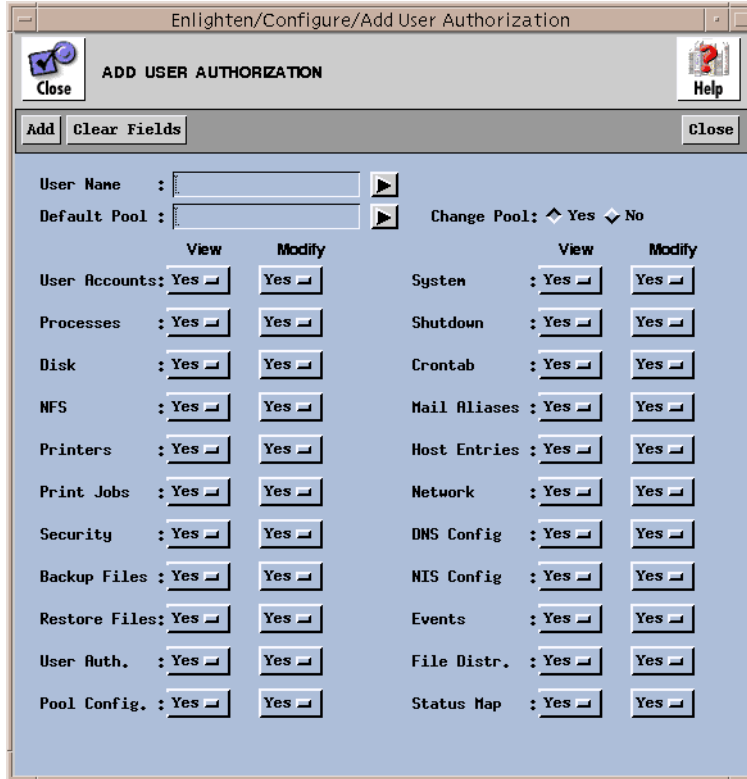 Enlighten/Configure/Add User Authorization
Close
ADD USER AUTHORIZATION
Help
Add Clear Fields Close
User Name :
Default Pool : Change Pool: Yes No
View Modify View Modify
User Accounts: Yes Yes System : Yes Yes
Processes : Yes Yes Shutdown : Yes Yes
Disk : Yes Yes Crontab : Yes Yes
NFS : Yes Yes Mail Aliases : Yes Yes
Printers : Yes Yes Host Entries : Yes Yes
Print Jobs : Yes Yes Network : Yes Yes
Security : Yes Yes DNS Config : Yes Yes
Backup Files : Yes Yes NIS Config : Yes Yes
Restore Files: Yes Yes Events : Yes Yes
User Auth. : Yes Yes File Distr. : Yes Yes
Pool Config. : Yes Yes Status Map : Yes Yes